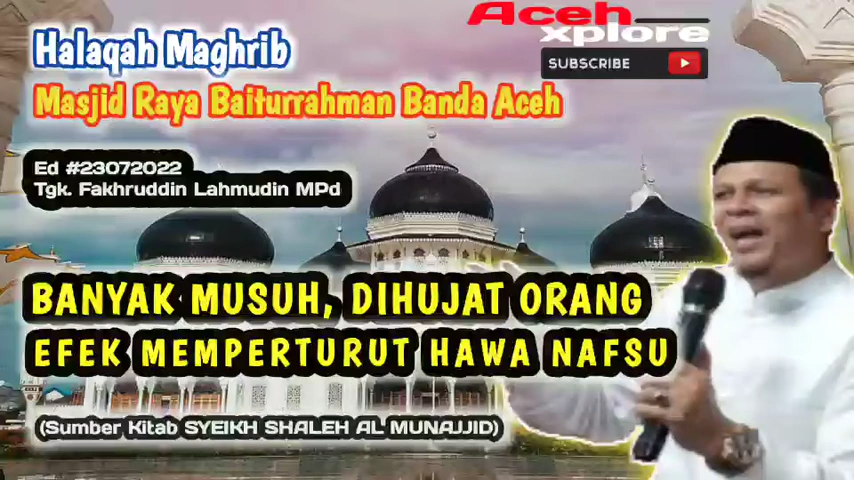 Aceh
xplore
SUBSCRIBE
Halaqah Maghrib
Masjid Raya Baiturrahman Banda Aceh
Ed #23072022
Tgk. Fakhruddin Lahmudin MPd
BANYAK MUSUH, DIHUJAT ORANG
EFEK MEMPERTURUT HAWA NAFSU
(Sumber Kitab SYEIKH SHALEH AL MUNAJJID)